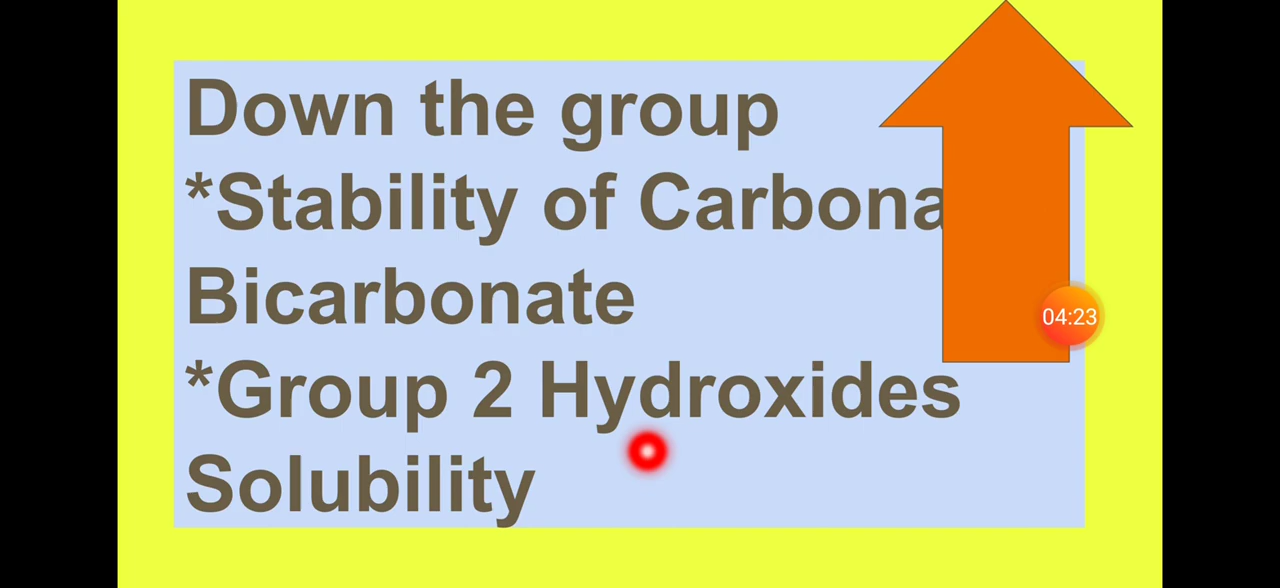 Down the group
*Stability of Carbona
Bicarbonate
*Group 2 Hydroxides
Solubility
04:23